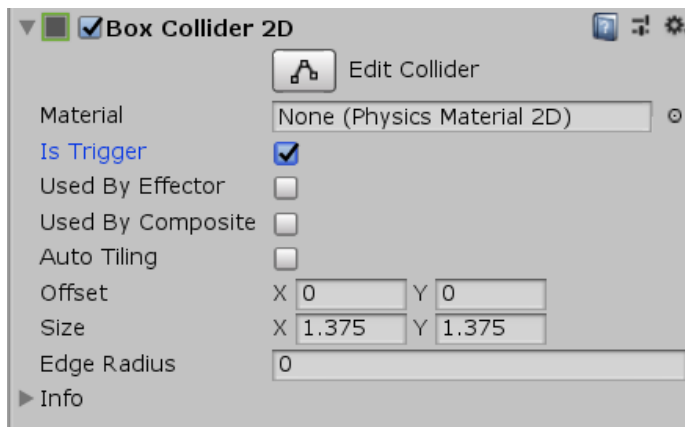 Box Collider 2D
Edit Collider
Material None (Physics Material 2D)
Is Trigger
Used By Effector
Used By Composite
Auto Tiling
Offset X 0 Y 0
Size X 1.375 Y 1.375
Edge Radius 0
Info